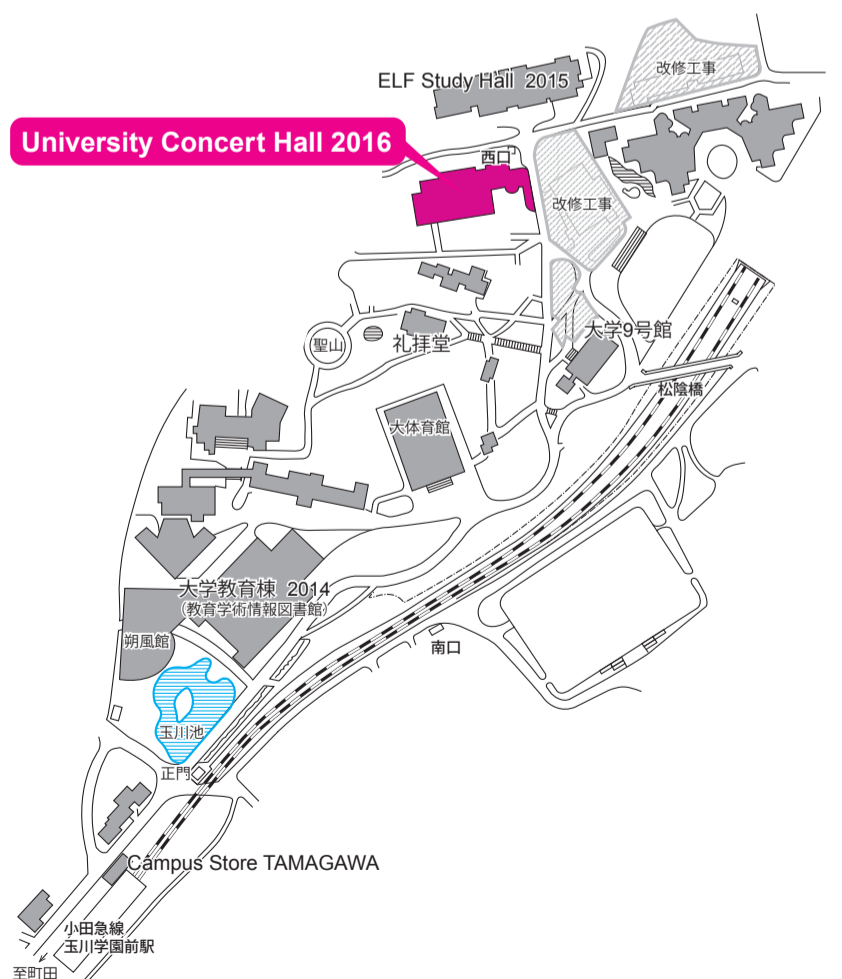 改修工事
ELF Study Hall 2015
University Concert Hall 2016
西口
改修工事
大学9号館
聖山
礼拝堂
松陰橋
大体育館
大学教育棟 2014
(教育学術情報図書館)
朔風館
南口
玉川池
正門
Campus Store TAMAGAWA
小田急線
玉川学園前駅
至町田